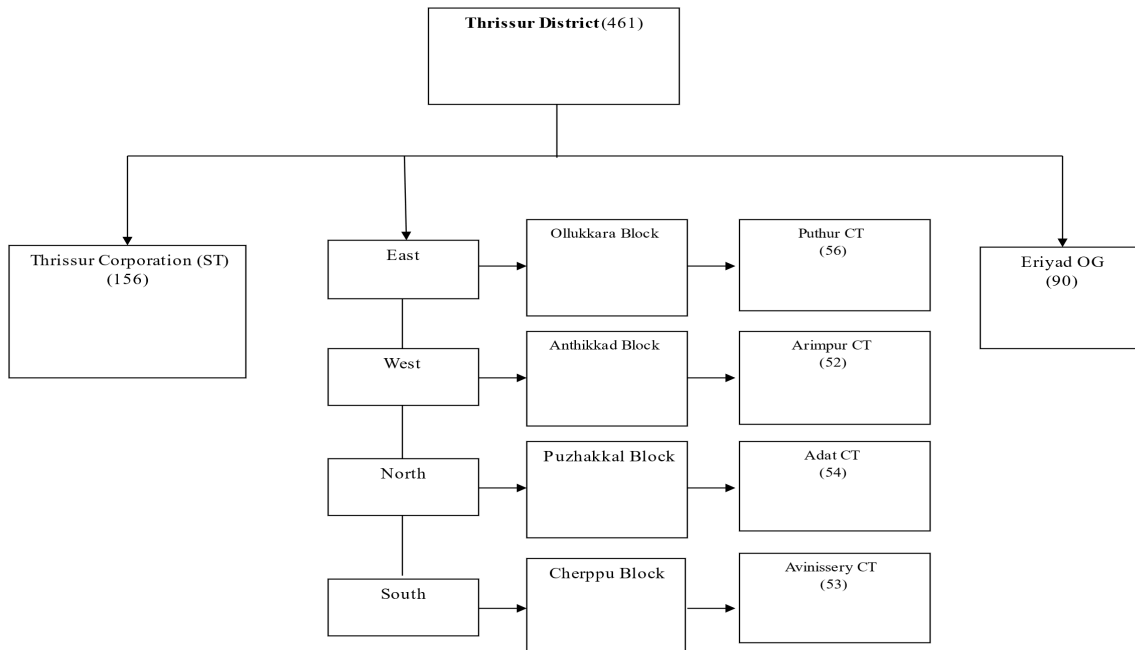 Thrissur District(461)
Thrissur Corporation (ST)
(156)
East
Ollukkara Block
Puthur CT
(56)
Eriyad OG
(90)
West
Anthikkad Block
Arimpur CT
(52)
North
Puzhakkal Block
Adat CT
(54)
South
Cherppu Block
Avinissery CT
(53)